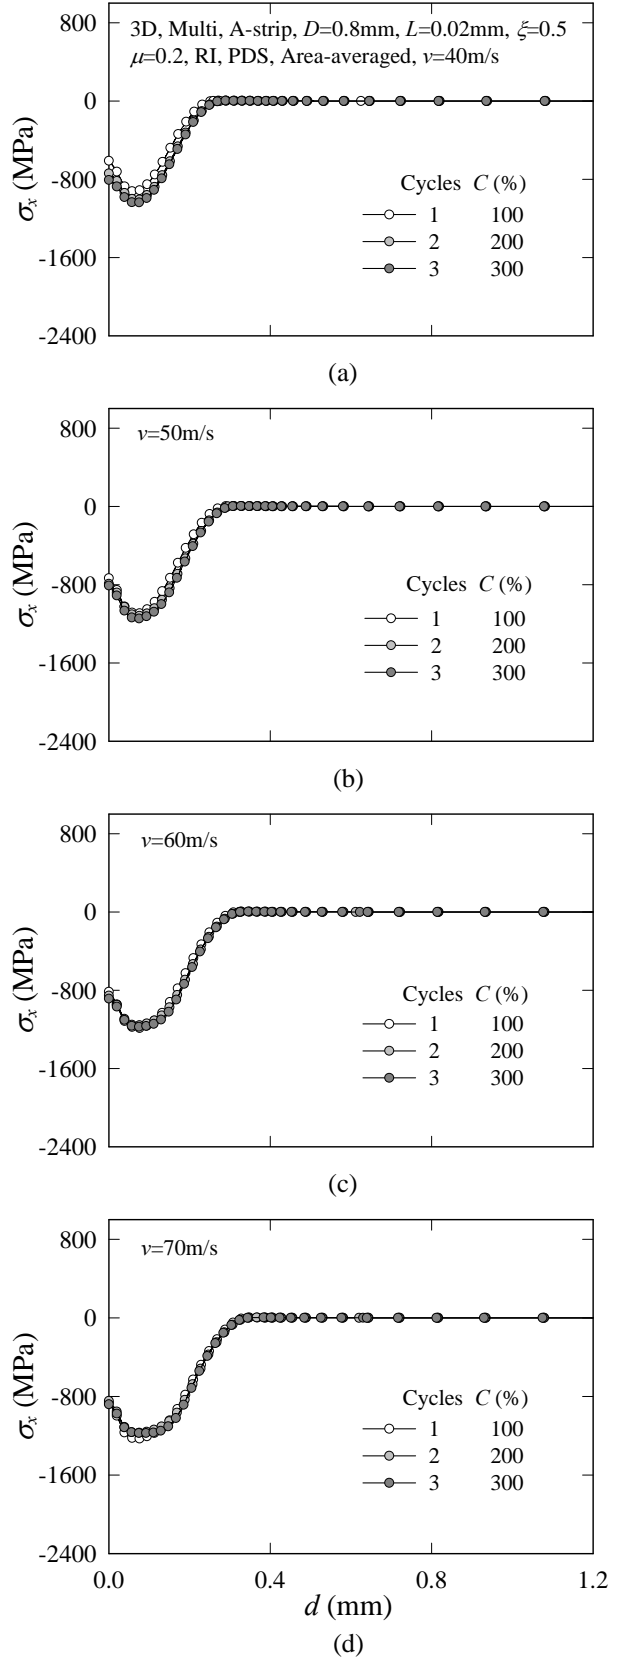 3D, Multi, A-strip, D=0.8mm, L=0.02mm, ξ=0.5
μ=0.2, RI, PDS, Area-averaged, v=40m/s
800
0
-800
-1600
-2400
σx (MPa)
Cycles C (%)
1 100
2 200
3 300
(a)
v=50m/s
800
0
-800
-1600
-2400
σx (MPa)
Cycles C (%)
1 100
2 200
3 300
(b)
v=60m/s
800
0
-800
-1600
-2400
σx (MPa)
Cycles C (%)
1 100
2 200
3 300
(c)
v=70m/s
800
0
-800
-1600
-2400
σx (MPa)
Cycles C (%)
1 100
2 200
3 300
0.0 0.4 0.8 1.2
d (mm)
(d)